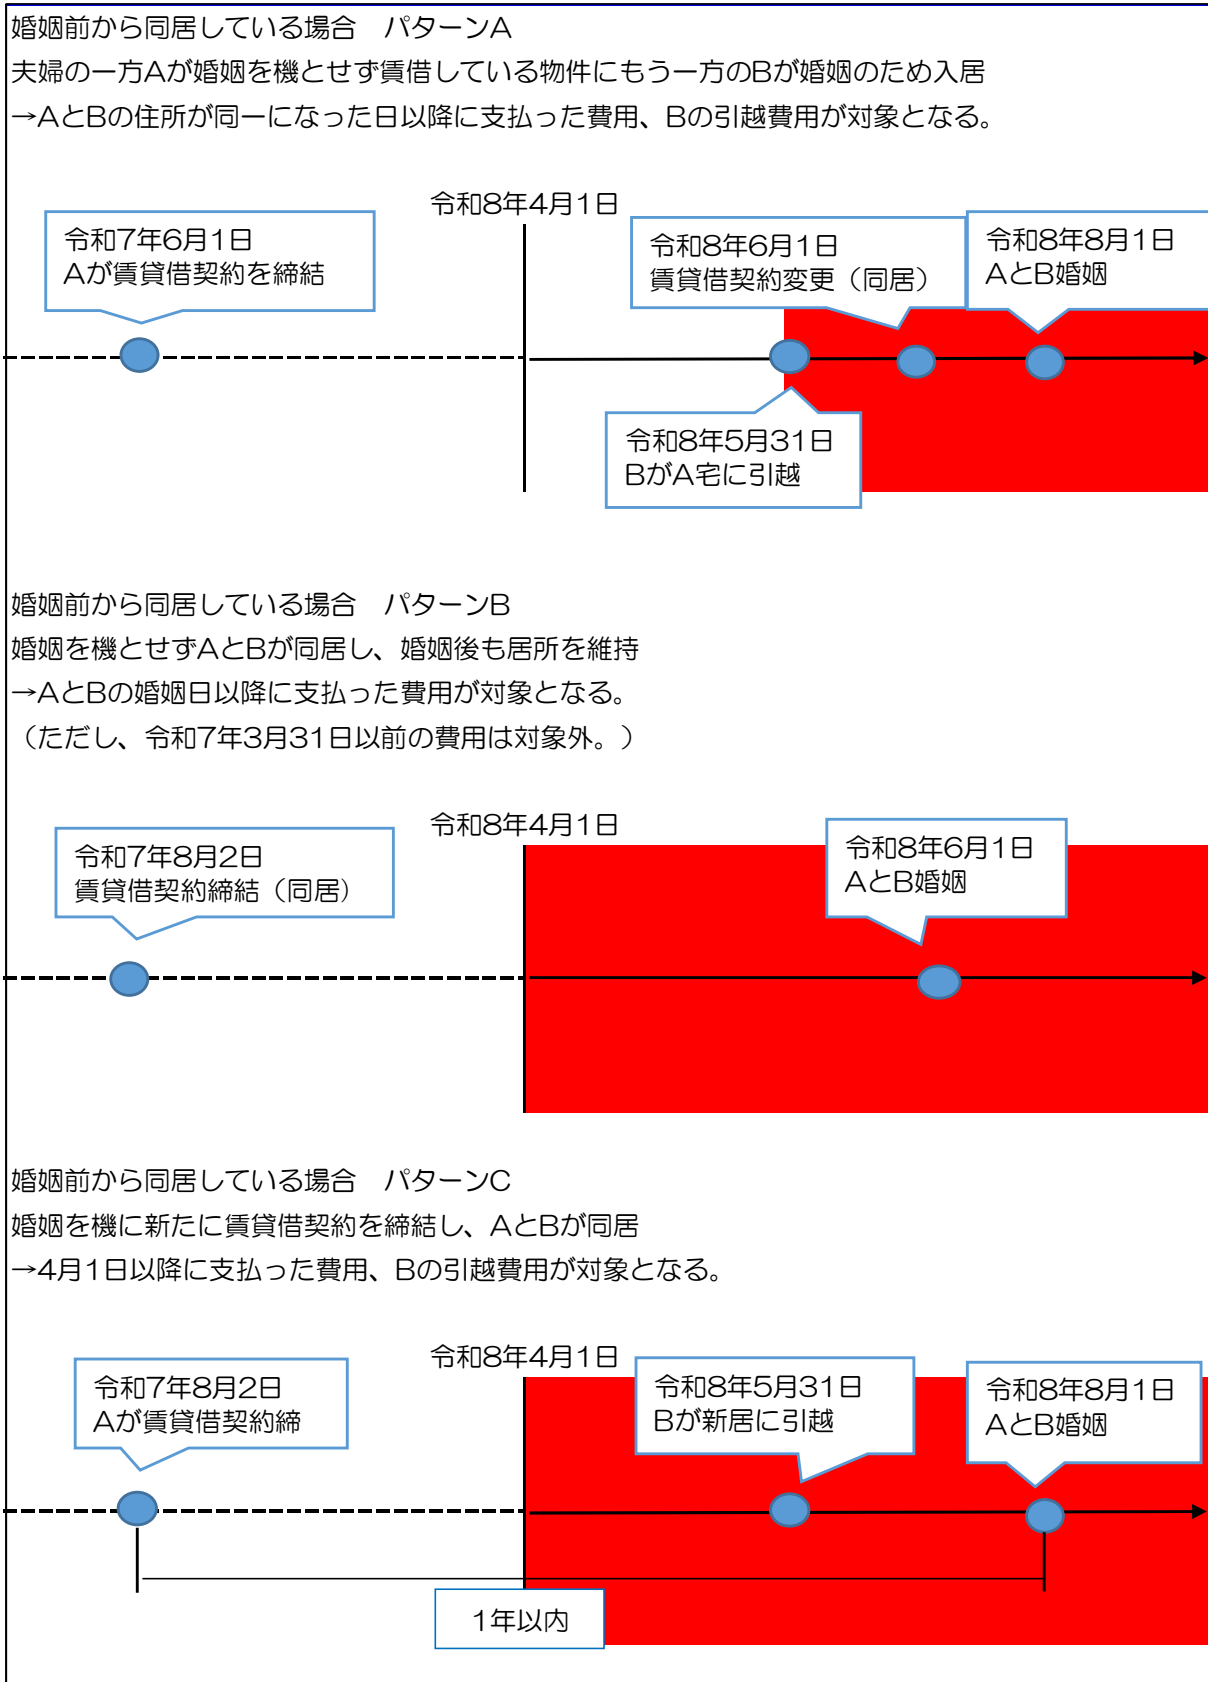 婚姻前から同居している場合　パターンA
夫婦の一方Aが婚姻を機とせず賃借している物件にもう一方のBが婚姻のため入居
→AとBの住所が同一になった日以降に支払った費用、Bの引越費用が対象となる。
令和8年4月1日
令和7年6月1日
Aが賃貸借契約を締結
令和8年6月1日
賃貸借契約変更（同居）
令和8年8月1日
AとB婚姻
令和8年5月31日
BがA宅に引越
婚姻前から同居している場合　パターンB
婚姻を機とせずAとBが同居し、婚姻後も居所を維持
→AとBの婚姻日以降に支払った費用が対象となる。
（ただし、令和7年3月31日以前の費用は対象外。）
令和8年4月1日
令和7年8月2日
賃貸借契約締結（同居）
令和8年6月1日
AとB婚姻
婚姻前から同居している場合　パターンC
婚姻を機に新たに賃貸借契約を締結し、AとBが同居
→4月1日以降に支払った費用、Bの引越費用が対象となる。
令和8年4月1日
令和7年8月2日
Aが賃貸借契約締
令和8年5月31日
Bが新居に引越
令和8年8月1日
AとB婚姻
1年以内